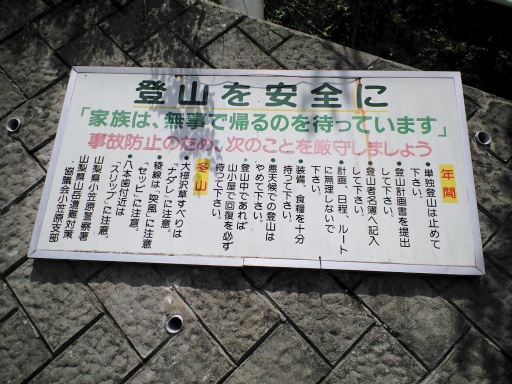 登山を安全に
「家族は、無事で帰るのを待っています」
事故防止のため、次のことを厳守しましょう
年間
・単独登山は止めて
下さい。
・登山計画書を提出
して下さい。
・登山者名簿へ記入
して下さい。
・計画、日程、ルート
に無理しないで
下さい。
・装備、食糧を十分
持って下さい。
・悪天候での登山は
やめて下さい。
・登山中であれば
山小屋で回復を必ず
待って下さい。
冬山
・大樺沢、草すべりは
「ナダレ」に注意。
・稜線は「突風」に注意
「セッピ」に注意。
・八本歯付近は
「スリップ」に注意。
山梨県小笠原警察署
山梨県山岳遭難対策
協議会小笠原支部